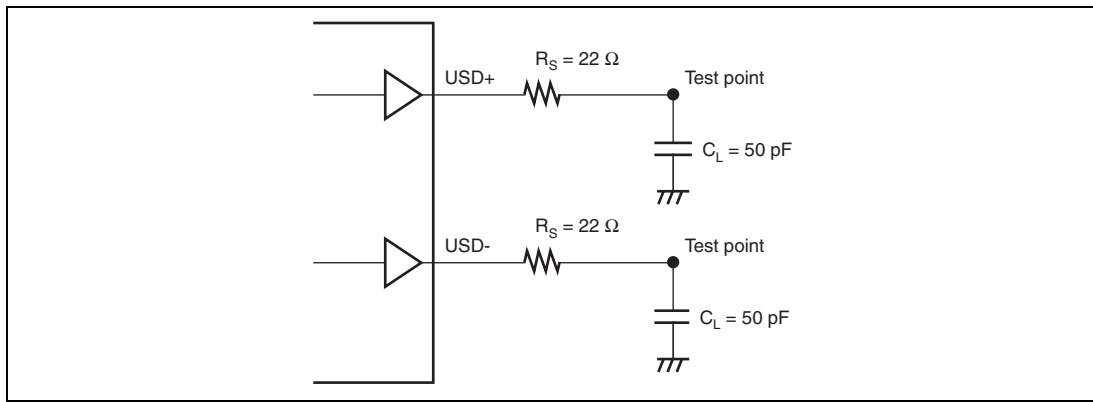 USD+
R_S = 22 Ω
Test point
C_L = 50 pF
USD-
R_S = 22 Ω
Test point
C_L = 50 pF